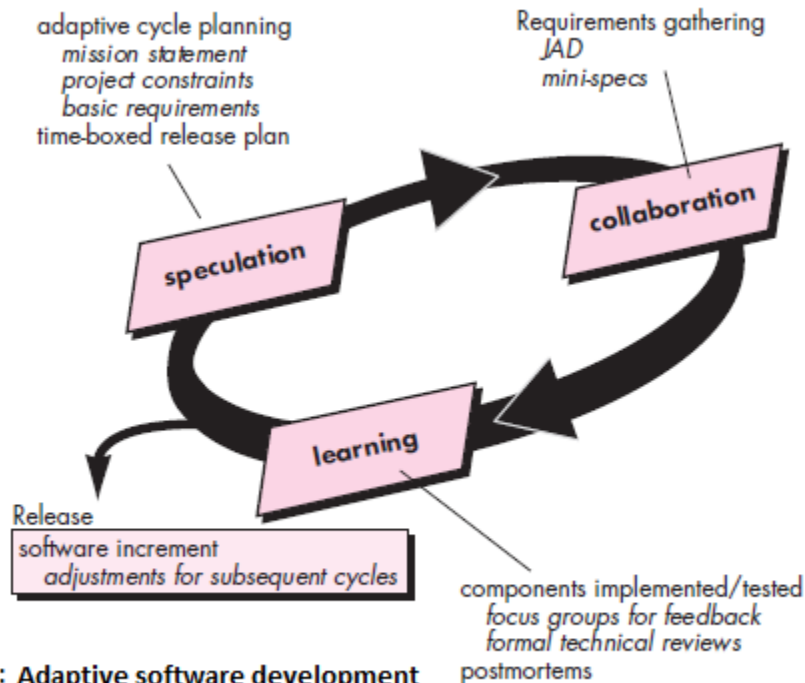 adaptive cycle planning
mission statement
project constraints
basic requirements
time-boxed release plan
Requirements gathering
JAD
mini-specs
speculation
collaboration
learning
Release
software increment
adjustments for subsequent cycles
components implemented/tested
focus groups for feedback
formal technical reviews
postmortems
: Adaptive software development